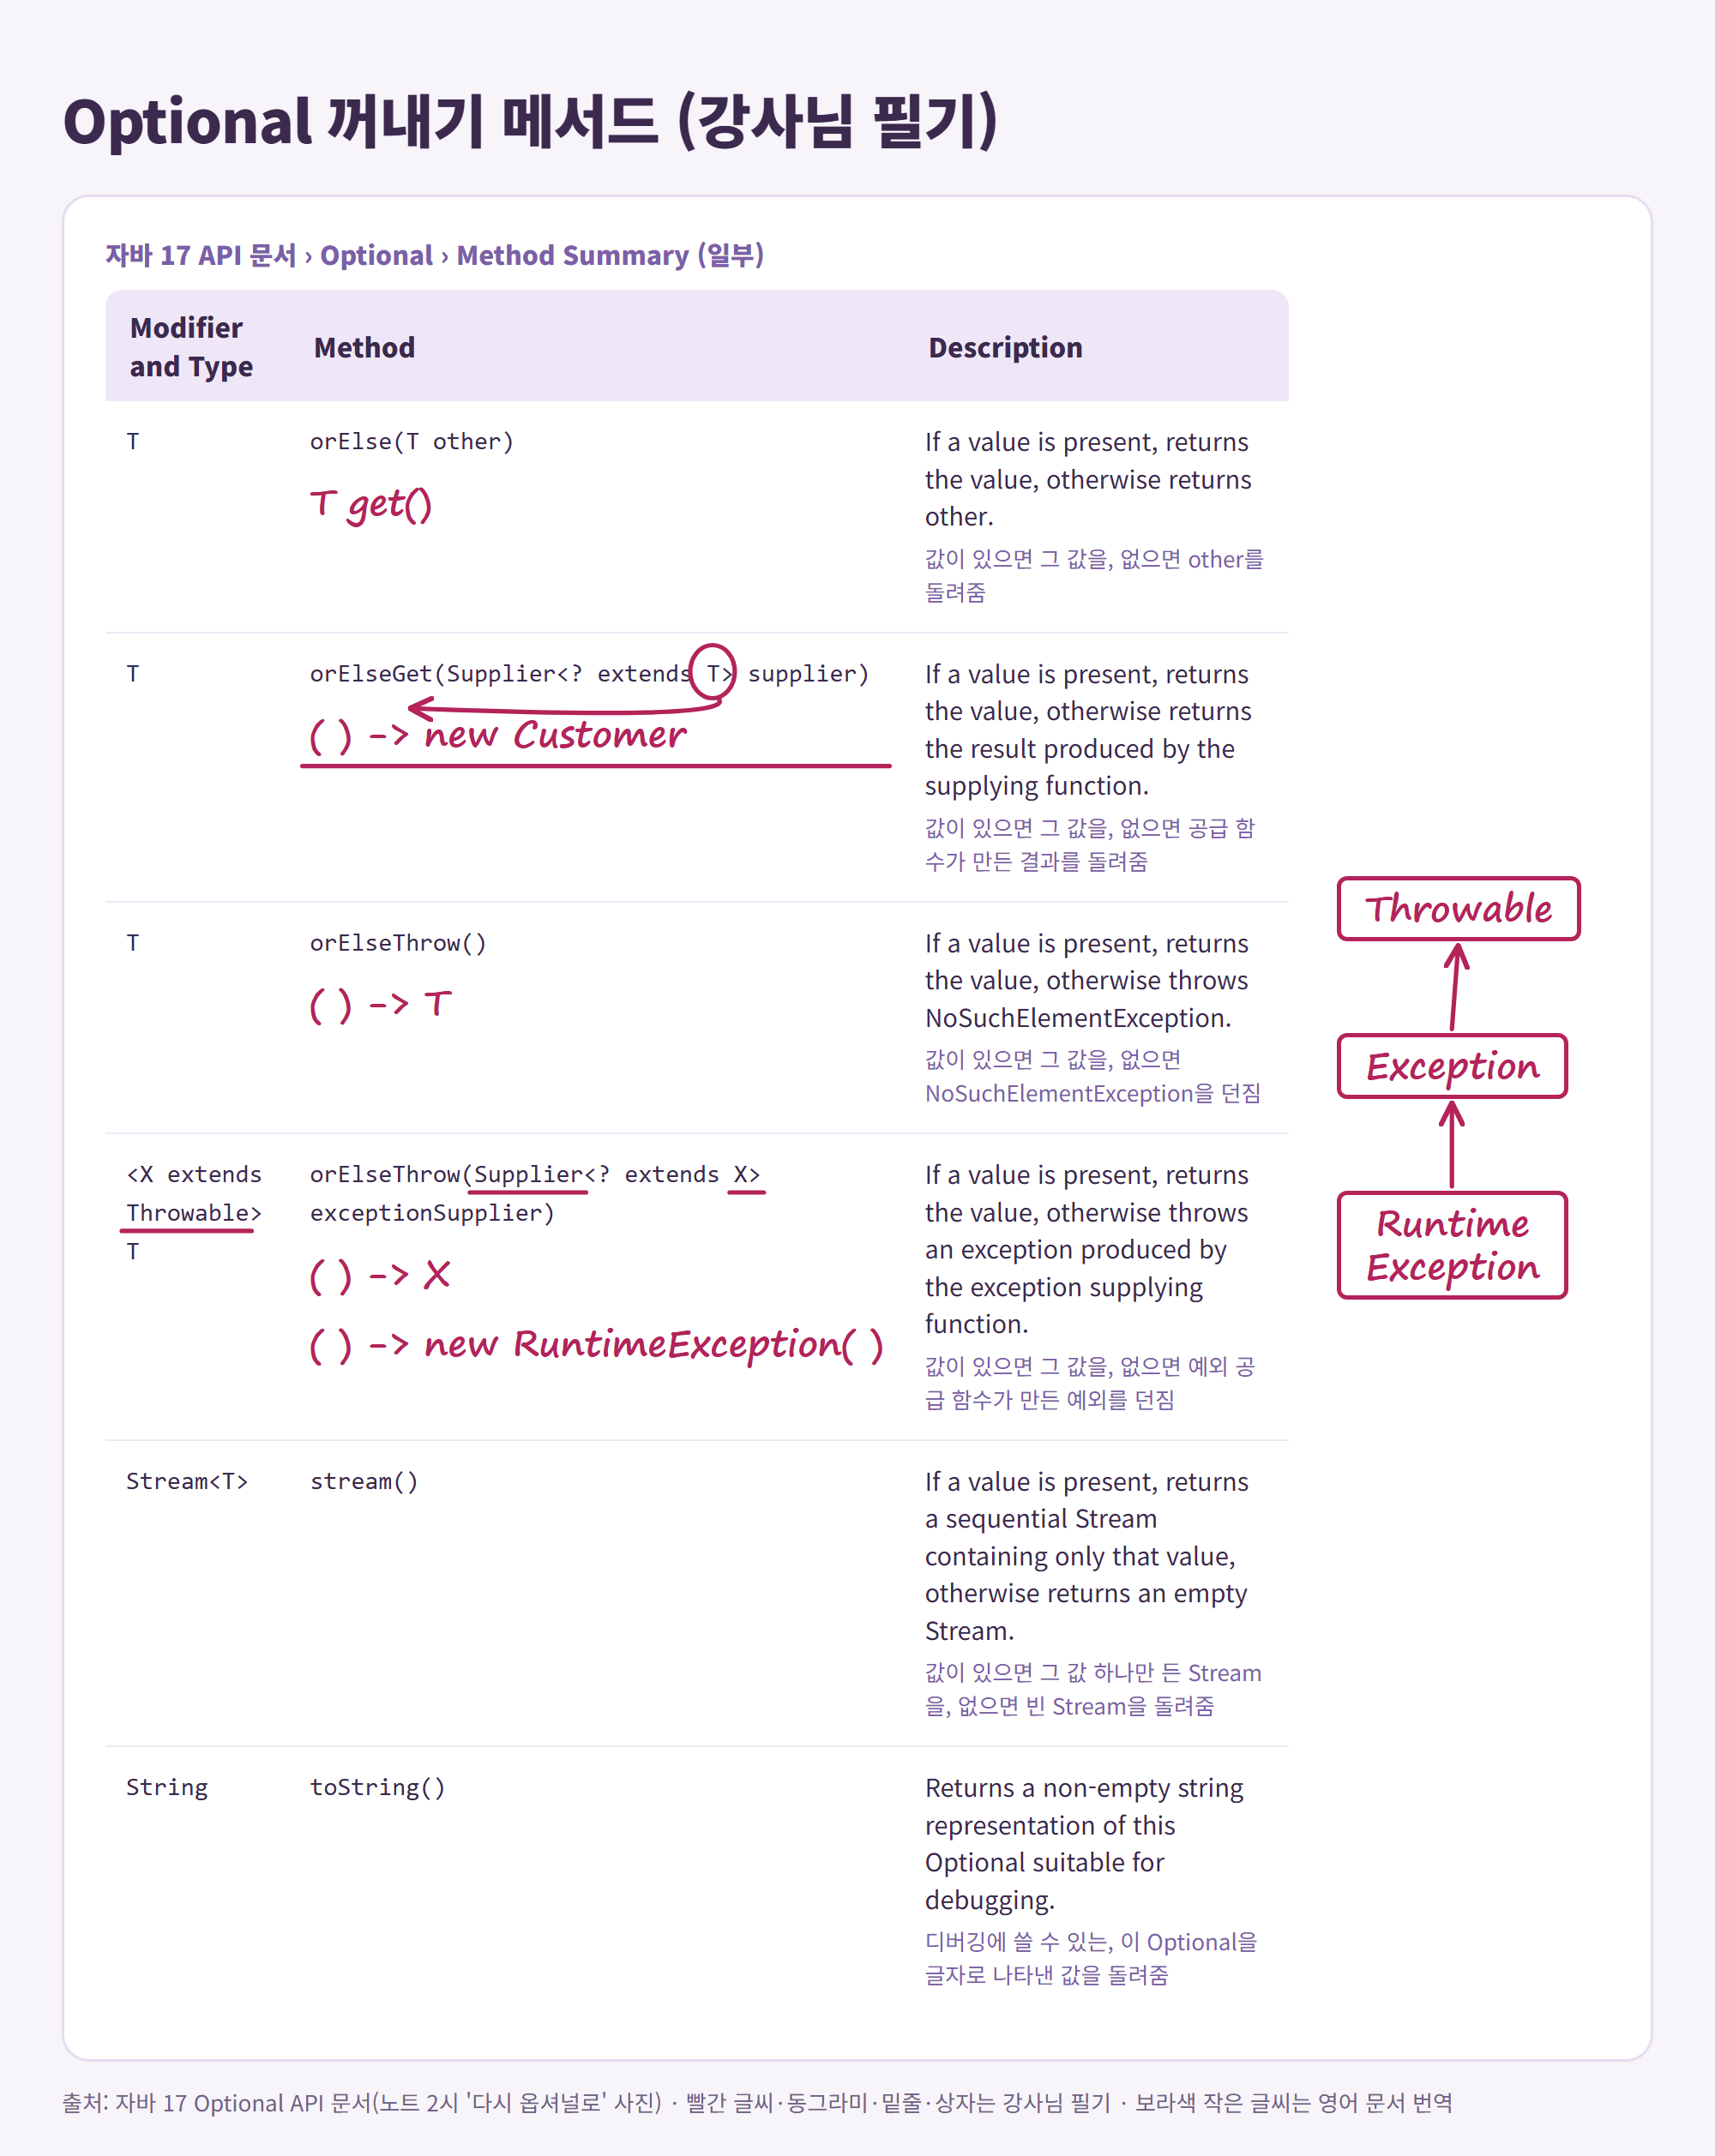 Optional 꺼내기 메서드 (강사님 필기)
자바 17 API 문서 › Optional › Method Summary (일부)
Modifier
and Type
Method
Description
T
orElse(T other)
T get()
If a value is present, returns
the value, otherwise returns
other.
값이 있으면 그 값을, 없으면 other를
돌려줌
T
orElseGet(Supplier<? extends T> supplier)
( ) -> new Customer
If a value is present, returns
the value, otherwise returns
the result produced by the
supplying function.
값이 있으면 그 값을, 없으면 공급 함
수가 만든 결과를 돌려줌
T
orElseThrow()
( ) -> T
If a value is present, returns
the value, otherwise throws
NoSuchElementException.
값이 있으면 그 값을, 없으면
NoSuchElementException을 던짐
<X extends
Throwable>
T
orElseThrow(Supplier<? extends X>
exceptionSupplier)
( ) -> X
( ) -> new RuntimeException( )
If a value is present, returns
the value, otherwise throws
an exception produced by
the exception supplying
function.
값이 있으면 그 값을, 없으면 예외 공
급 함수가 만든 예외를 던짐
Throwable
Exception
Runtime
Exception
Stream<T>
stream()
If a value is present, returns
a sequential Stream
containing only that value,
otherwise returns an empty
Stream.
값이 있으면 그 값 하나만 든 Stream
을, 없으면 빈 Stream을 돌려줌
String
toString()
Returns a non-empty string
representation of this
Optional suitable for
debugging.
디버깅에 쓸 수 있는, 이 Optional을
글자로 나타낸 값을 돌려줌
출처: 자바 17 Optional API 문서(노트 2시 '다시 옵셔널로' 사진) · 빨간 글씨·동그라미·밑줄·상자는 강사님 필기 · 보라색 작은 글씨는 영어 문서 번역